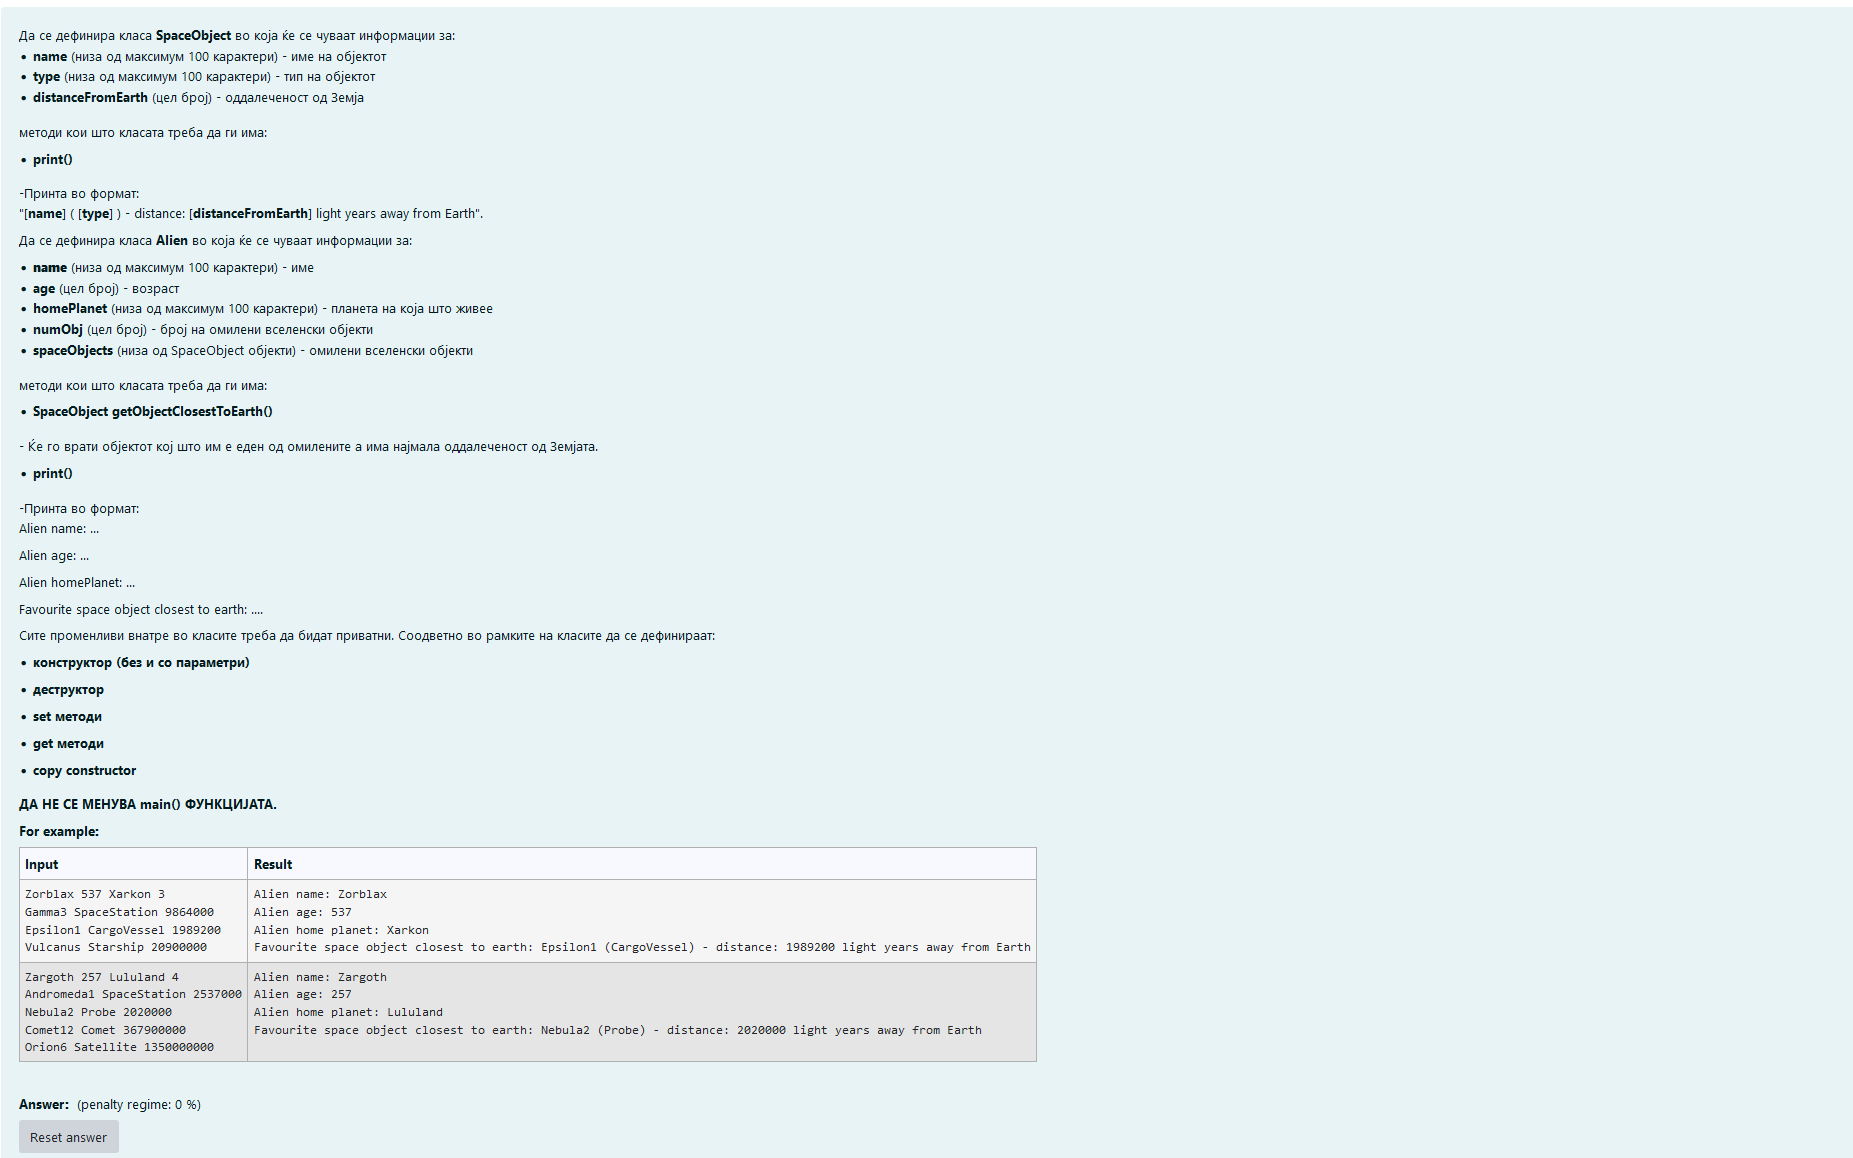 Да се дефинира класа SpaceObject во која ќе се чуваат информации за:
• name (низа од максимум 100 карактери) - име на објектот
• type (низа од максимум 100 карактери) - тип на објектот
• distanceFromEarth (цел број) - оддалеченост од Земја
методи кои што класата треба да ги има:
• print()
-Принта во формат:
"[name] ( [type] ) - distance: [distanceFromEarth] light years away from Earth".
Да се дефинира класа Alien во која ќе се чуваат информации за:
• name (низа од максимум 100 карактери) - име
• age (цел број) - возраст
• homePlanet (низа од максимум 100 карактери) - планета на која што живее
• numObj (цел број) - број на омилени вселенски објекти
• spaceObjects (низа од SpaceObject објекти) - омилени вселенски објекти
методи кои што класата треба да ги има:
• SpaceObject getObjectClosestToEarth()
- Ќе го врати објектот кој што им е еден од омилените а има најмала оддалеченост од Земјата.
• print()
-Принта во формат:
Alien name: ...
Alien age: ...
Alien homePlanet: ...
Favourite space object closest to earth: ....
Сите променливи внатре во класите треба да бидат приватни. Соодветно во рамките на класите да се дефинираат:
• конструктор (без и со параметри)
• деструктор
• set методи
• get методи
• copy constructor
ДА НЕ СЕ МЕНУВА main() ФУНКЦИЈАТА.
For example:
Input Result
Zorblax 537 Xarkon 3
Gamma3 SpaceStation 9864000
Epsilon1 CargoVessel 1989200
Vulcanus Starship 20900000
Alien name: Zorblax
Alien age: 537
Alien home planet: Xarkon
Favourite space object closest to earth: Epsilon1 (CargoVessel) - distance: 1989200 light years away from Earth
Zargoth 257 Lululand 4
Andromeda1 SpaceStation 2537000
Nebula2 Probe 2020000
Comet12 Comet 367900000
Orion6 Satellite 1350000000
Alien name: Zargoth
Alien age: 257
Alien home planet: Lululand
Favourite space object closest to earth: Nebula2 (Probe) - distance: 2020000 light years away from Earth
Answer: (penalty regime: 0 %)
Reset answer